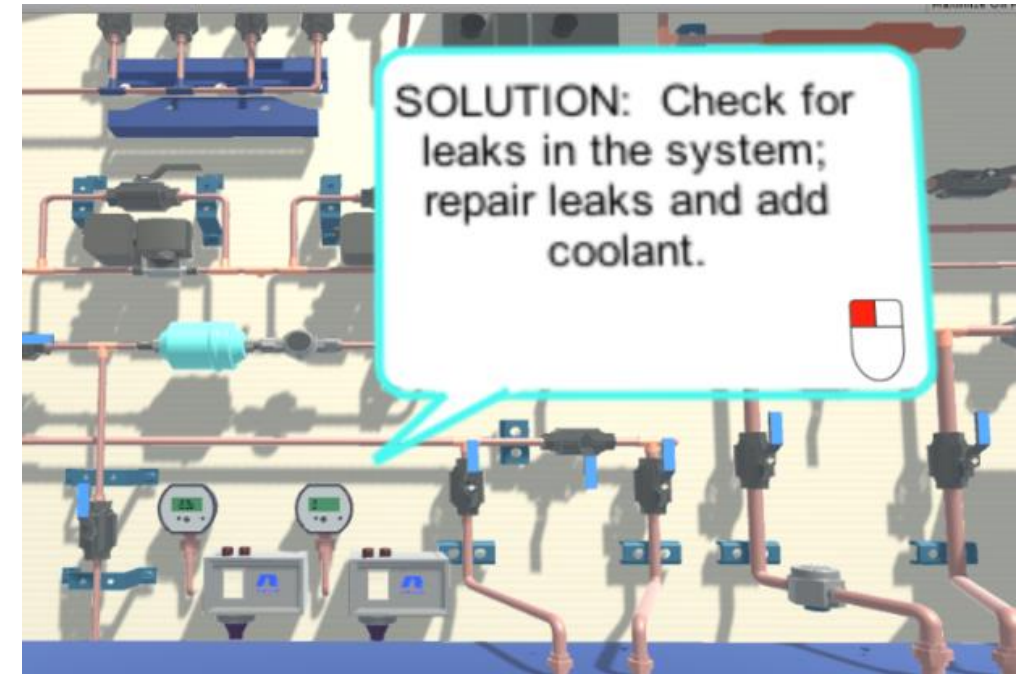 SOLUTION: Check for
leaks in the system;
repair leaks and add
coolant.